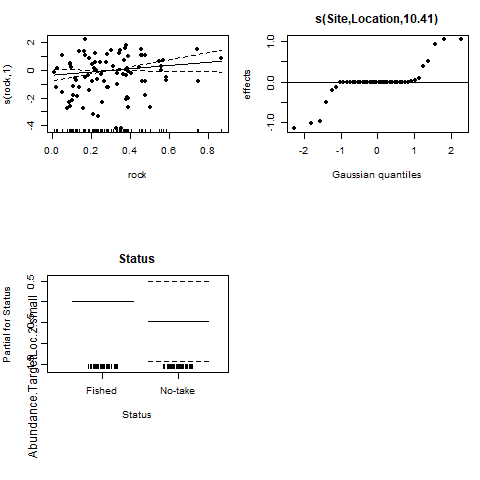 s(rock,1)
2
0
-2
-4
0.0 0.2 0.4 0.6 0.8
rock
s(Site,Location,10.41)
effects
1.0
0.0
-1.0
-2 -1 0 1 2
Gaussian quantiles
Status
Partial for Status
0.5
Fished No-take
Status
Abundance.TargetLoc.2.small